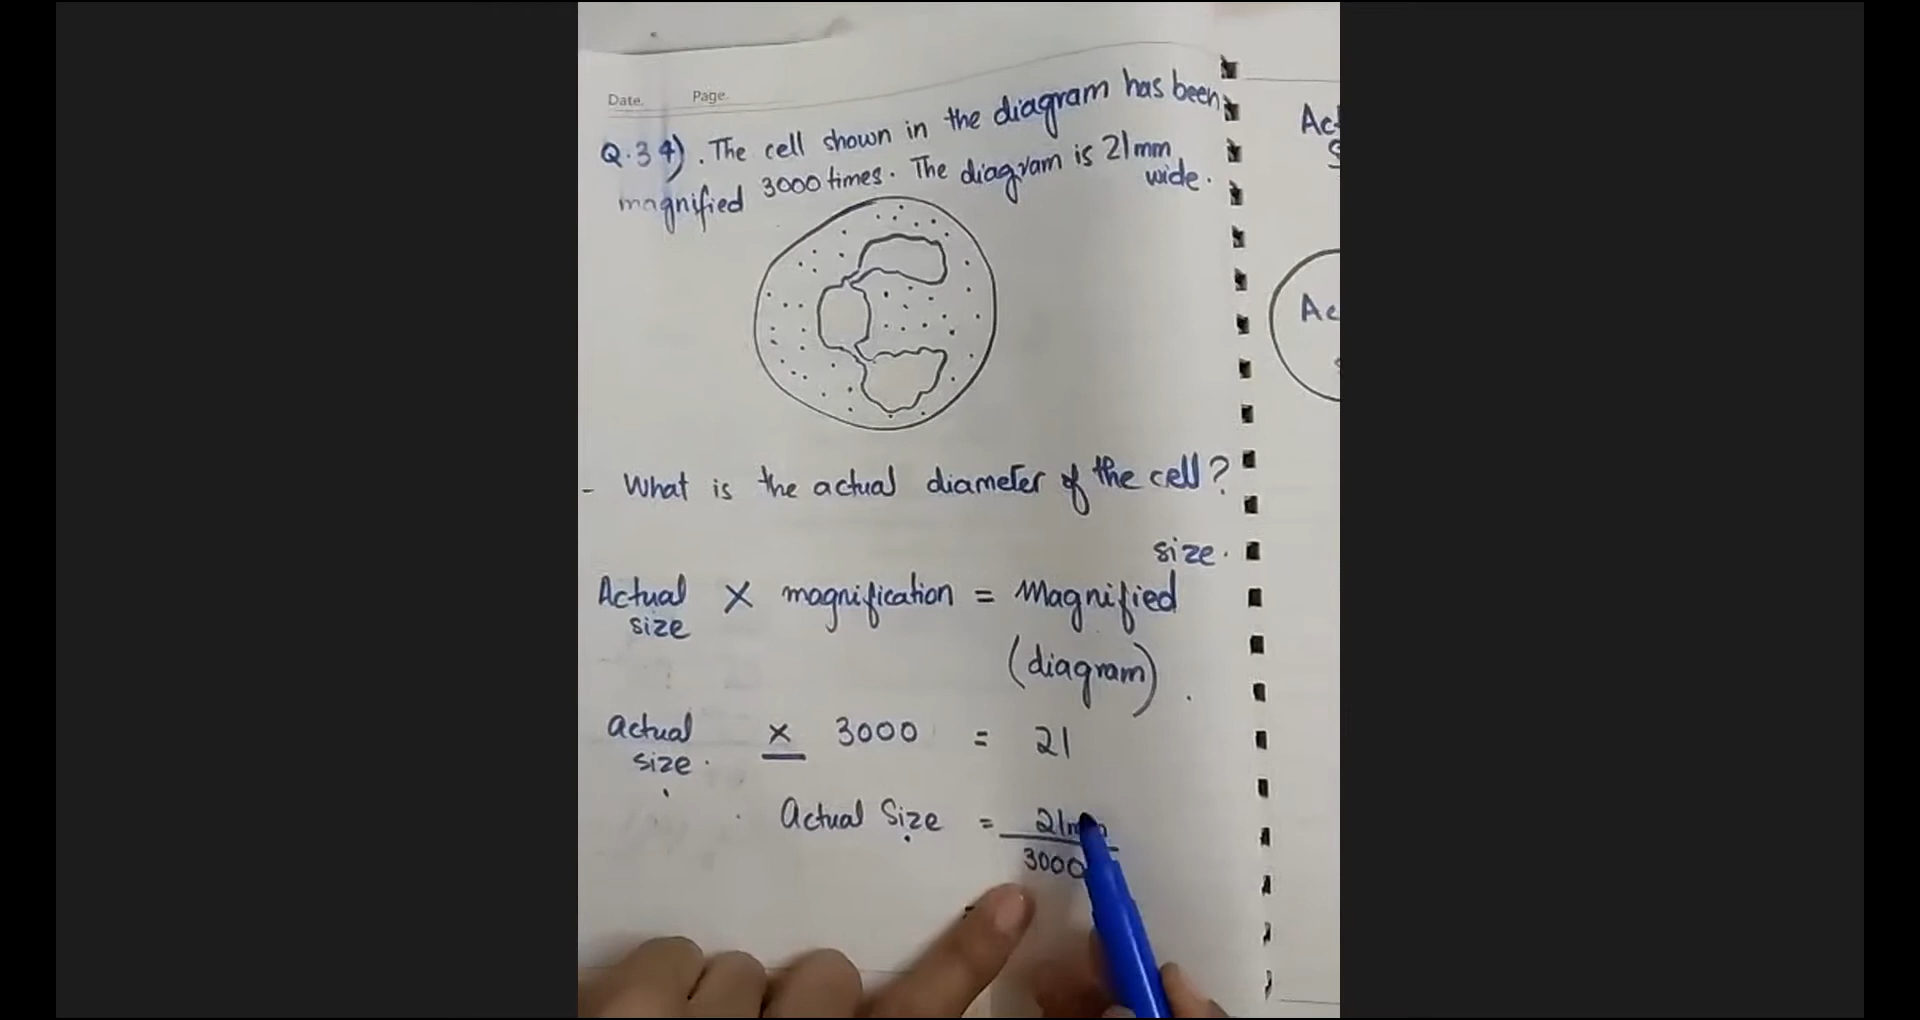 Date. Page.
Q.34). The cell shown in the diagram has been
magnified 3000 times. The diagram is 21mm
wide.
- What is the actual diameter of the cell?
size.
Actual × magnification = Magnified
size
(diagram).
actual × 3000 = 21
size.
Actual Size = 21mm
3000
=
Act
Ac